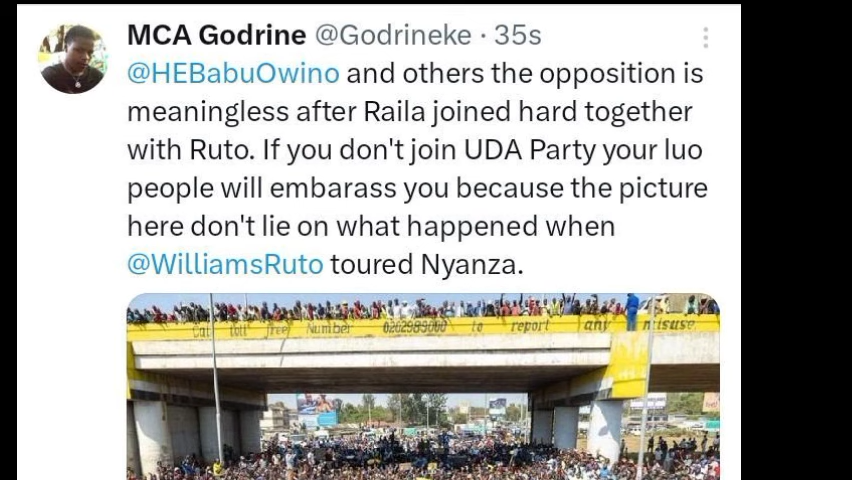 MCA Godrine @Godrineke · 35s
@HEBabuOwino and others the opposition is
meaningless after Raila joined hard together
with Ruto. If you don't join UDA Party your luo
people will embarass you because the picture
here don't lie on what happened when
@WilliamsRuto toured Nyanza.
Call toll free Number 0202989000 to report any misuse